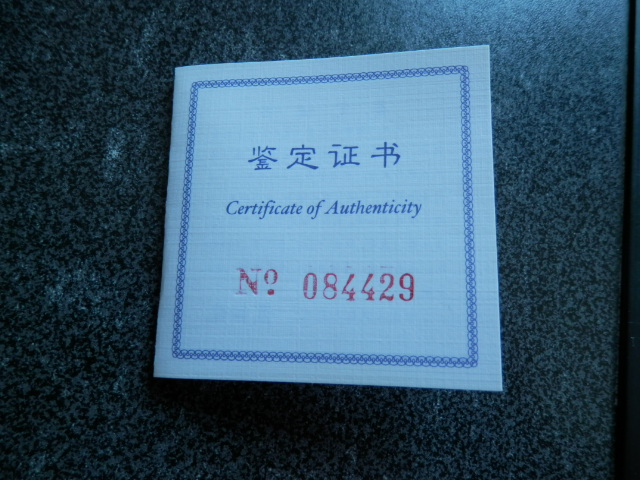 鉴定证书
Certificate of Authenticity
Nº 084429